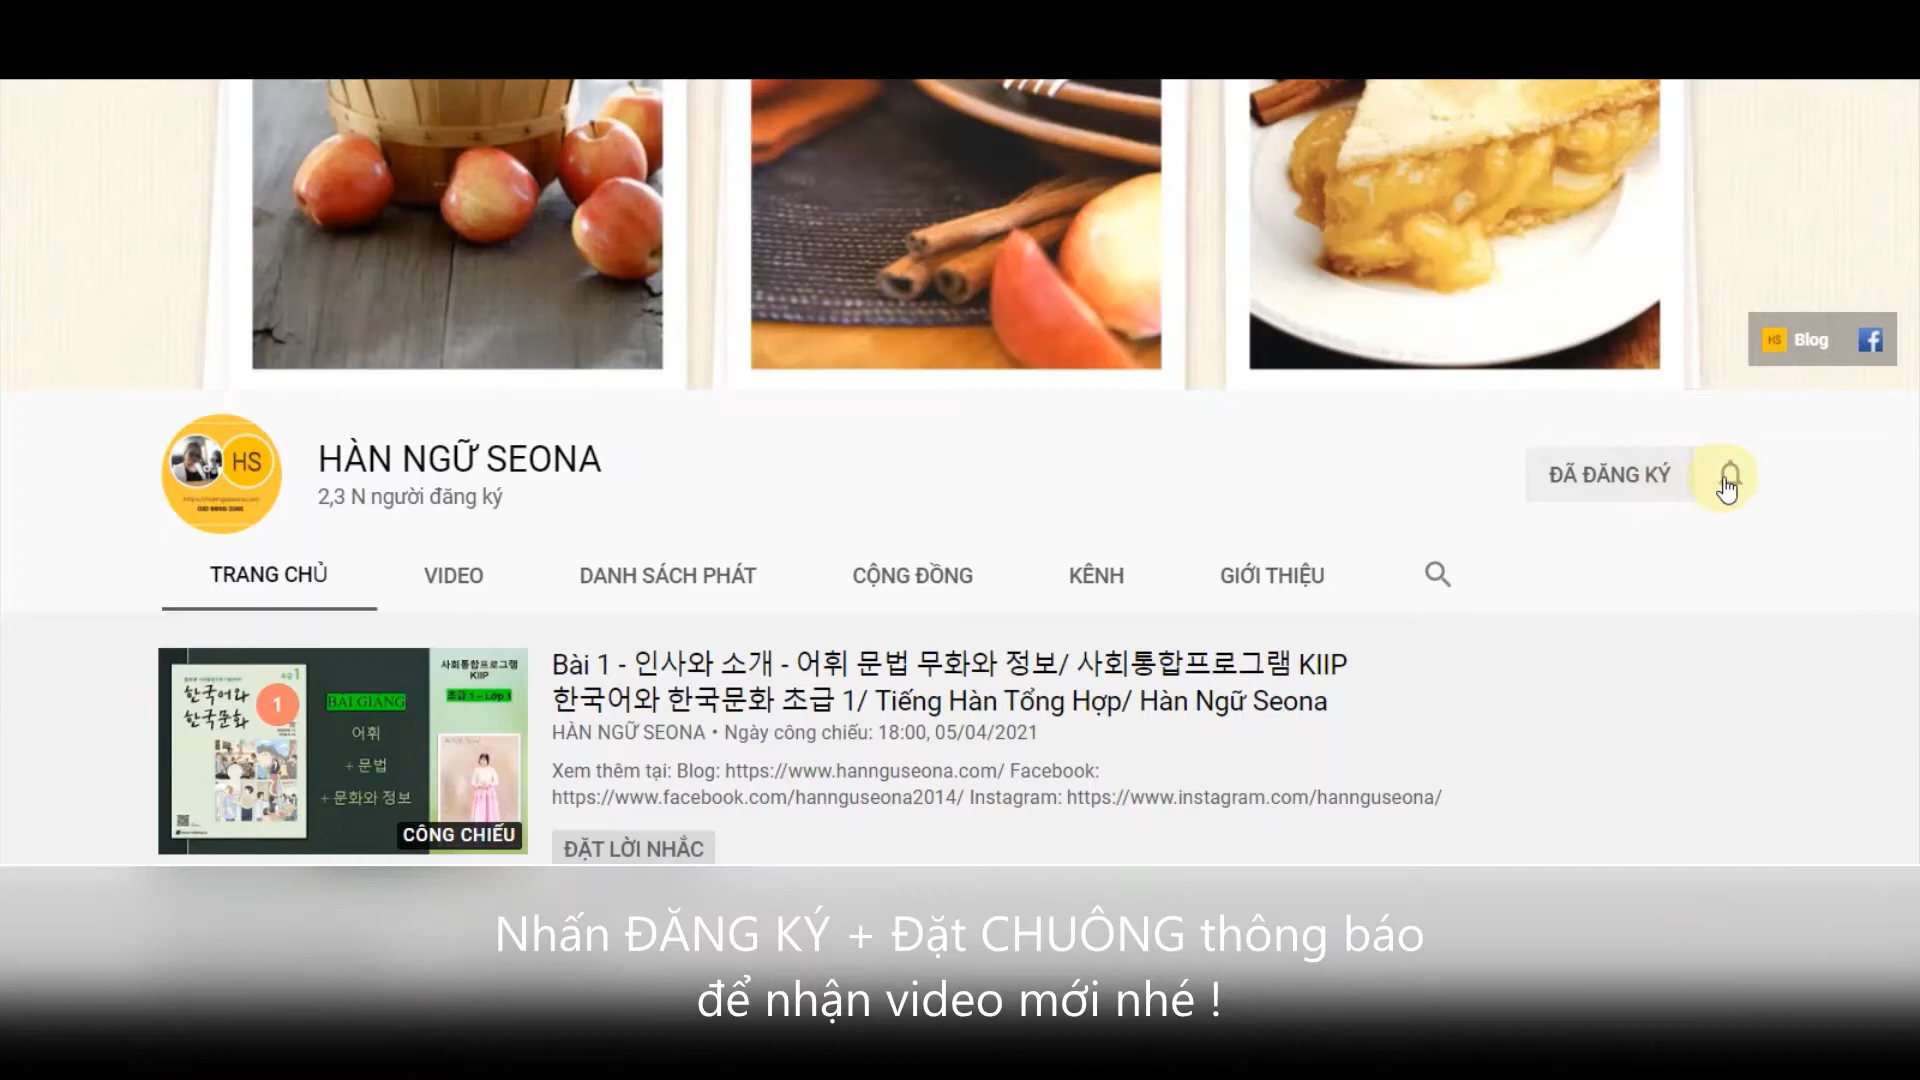 HS Blog
HS
HÀN NGỮ SEONA
2,3 N người đăng ký
ĐÃ ĐĂNG KÝ
TRANG CHỦ VIDEO DANH SÁCH PHÁT CỘNG ĐỒNG KÊNH GIỚI THIỆU
한국어와
한국문화
1
BÀI GIẢNG
어휘
+ 문법
+ 문화와 정보
사회통합프로그램
KIIP
초급 1 - Lớp 1
CÔNG CHIẾU
Bài 1 - 인사와 소개 - 어휘 문법 무화와 정보/ 사회통합프로그램 KIIP
한국어와 한국문화 초급 1/ Tiếng Hàn Tổng Hợp/ Hàn Ngữ Seona
HÀN NGỮ SEONA • Ngày công chiếu: 18:00, 05/04/2021
Xem thêm tại: Blog: https://www.hannguseona.com/ Facebook:
https://www.facebook.com/hannguseona2014/ Instagram: https://www.instagram.com/hannguseona/
ĐẶT LỜI NHẮC
Nhấn ĐĂNG KÝ + Đặt CHUÔNG thông báo
để nhận video mới nhé !